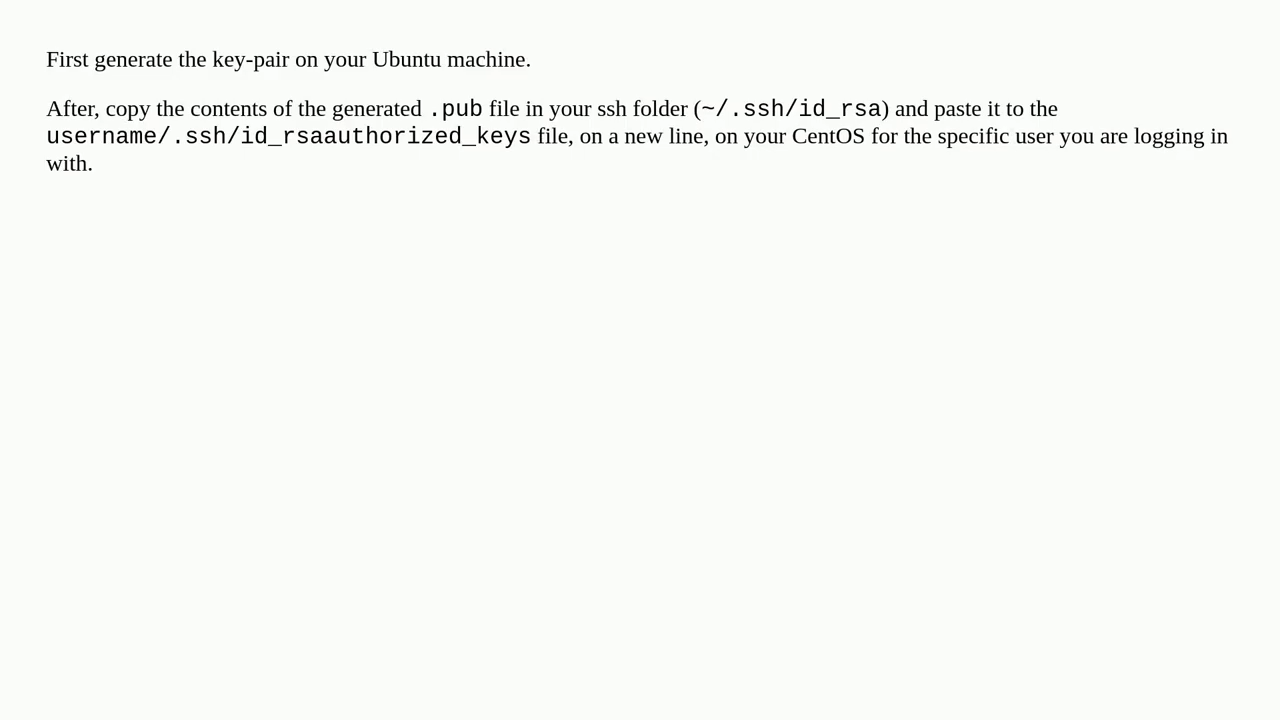 First generate the key-pair on your Ubuntu machine.
After, copy the contents of the generated .pub file in your ssh folder (~/.ssh/id_rsa) and paste it to the
username/.ssh/id_rsaauthorized_keys file, on a new line, on your CentOS for the specific user you are logging in
with.